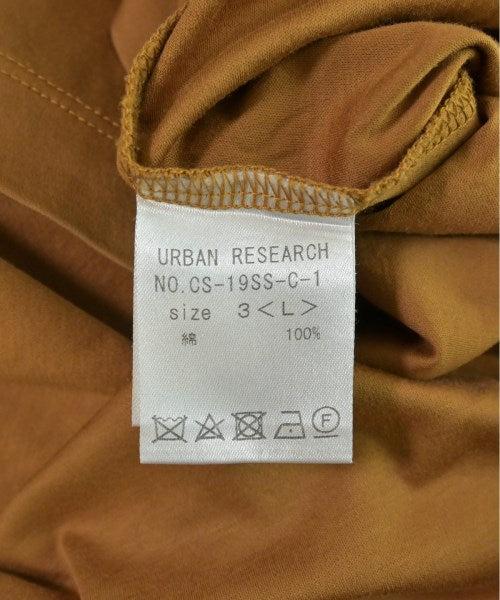 URBAN RESEARCH
NO.CS-19SS-C-1
size 3<L>
綿 100%
F